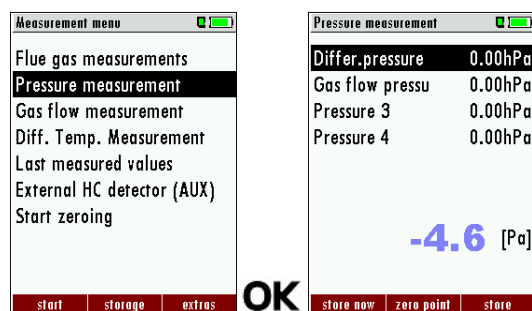 Measurement menu
Flue gas measurements
Pressure measurement
Gas flow measurement
Diff. Temp. Measurement
Last measured values
External HC detector (AUX)
Start zeroing
start storage extras
OK
Pressure measurement
Differ.pressure 0.00hPa
Gas flow pressu 0.00hPa
Pressure 3 0.00hPa
Pressure 4 0.00hPa
-4.6 [Pa]
store now zero point store